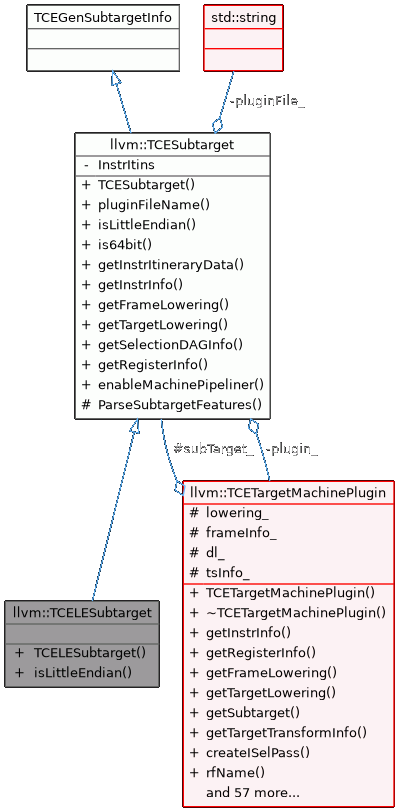 TCEGenSubtargetInfo
std::string
-pluginFile_
llvm::TCESubtarget
- InstrItins
+ TCESubtarget()
+ pluginFileName()
+ isLittleEndian()
+ is64bit()
+ getInstrItineraryData()
+ getInstrInfo()
+ getFrameLowering()
+ getTargetLowering()
+ getSelectionDAGInfo()
+ getRegisterInfo()
+ enableMachinePipeliner()
# ParseSubtargetFeatures()
#subTarget_
-plugin_
llvm::TCELESubtarget
+ TCELESubtarget()
+ isLittleEndian()
llvm::TCETargetMachinePlugin
# lowering_
# frameInfo_
# dl_
# tsInfo_
+ TCETargetMachinePlugin()
+ ~TCETargetMachinePlugin()
+ getInstrInfo()
+ getRegisterInfo()
+ getFrameLowering()
+ getTargetLowering()
+ getSubtarget()
+ getTargetTransformInfo()
+ createISelPass()
+ rfName()
and 57 more...